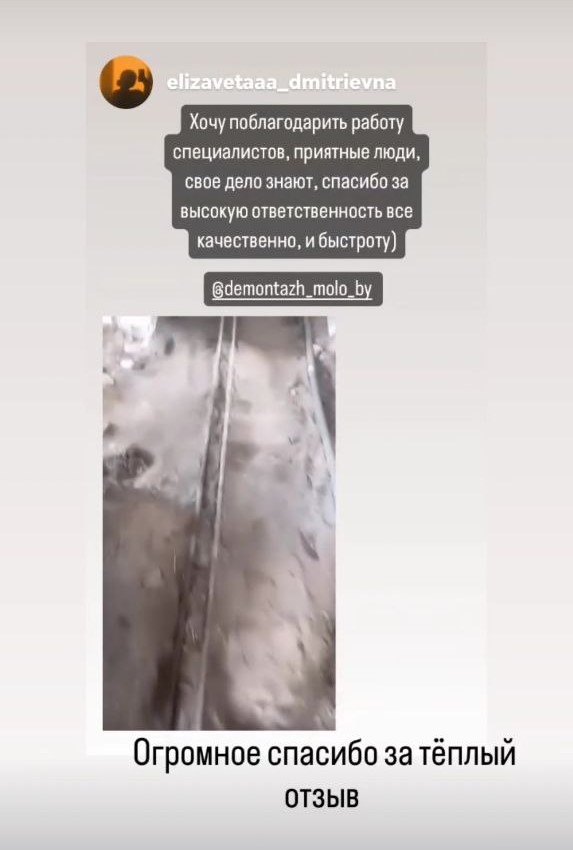 elizavetaaa_dmitrievna
Хочу поблагодарить работу
специалистов, приятные люди,
свое дело знают, спасибо за
высокую ответственность все
качественно, и быстроту)
@demontazh_molo_by
Огромное спасибо за тёплый
отзыв